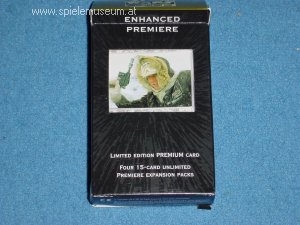 www.spielemuseum.at
ENHANCED
PREMIERE
LIMITED EDITION PREMIUM CARD
FOUR 15-CARD UNLIMITED
PREMIERE EXPANSION PACKS